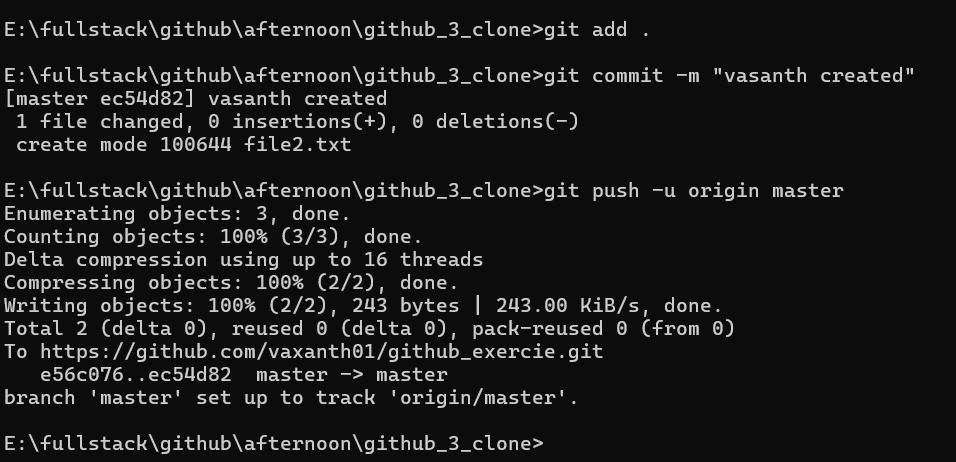 E:\fullstack\github\afternoon\github_3_clone>git add .
E:\fullstack\github\afternoon\github_3_clone>git commit -m "vasanth created"
[master ec54d82] vasanth created
 1 file changed, 0 insertions(+), 0 deletions(-)
 create mode 100644 file2.txt
E:\fullstack\github\afternoon\github_3_clone>git push -u origin master
Enumerating objects: 3, done.
Counting objects: 100% (3/3), done.
Delta compression using up to 16 threads
Compressing objects: 100% (2/2), done.
Writing objects: 100% (2/2), 243 bytes | 243.00 KiB/s, done.
Total 2 (delta 0), reused 0 (delta 0), pack-reused 0 (from 0)
To https://github.com/vaxanth01/github_exercie.git
   e56c076..ec54d82  master -> master
branch 'master' set up to track 'origin/master'.
E:\fullstack\github\afternoon\github_3_clone>